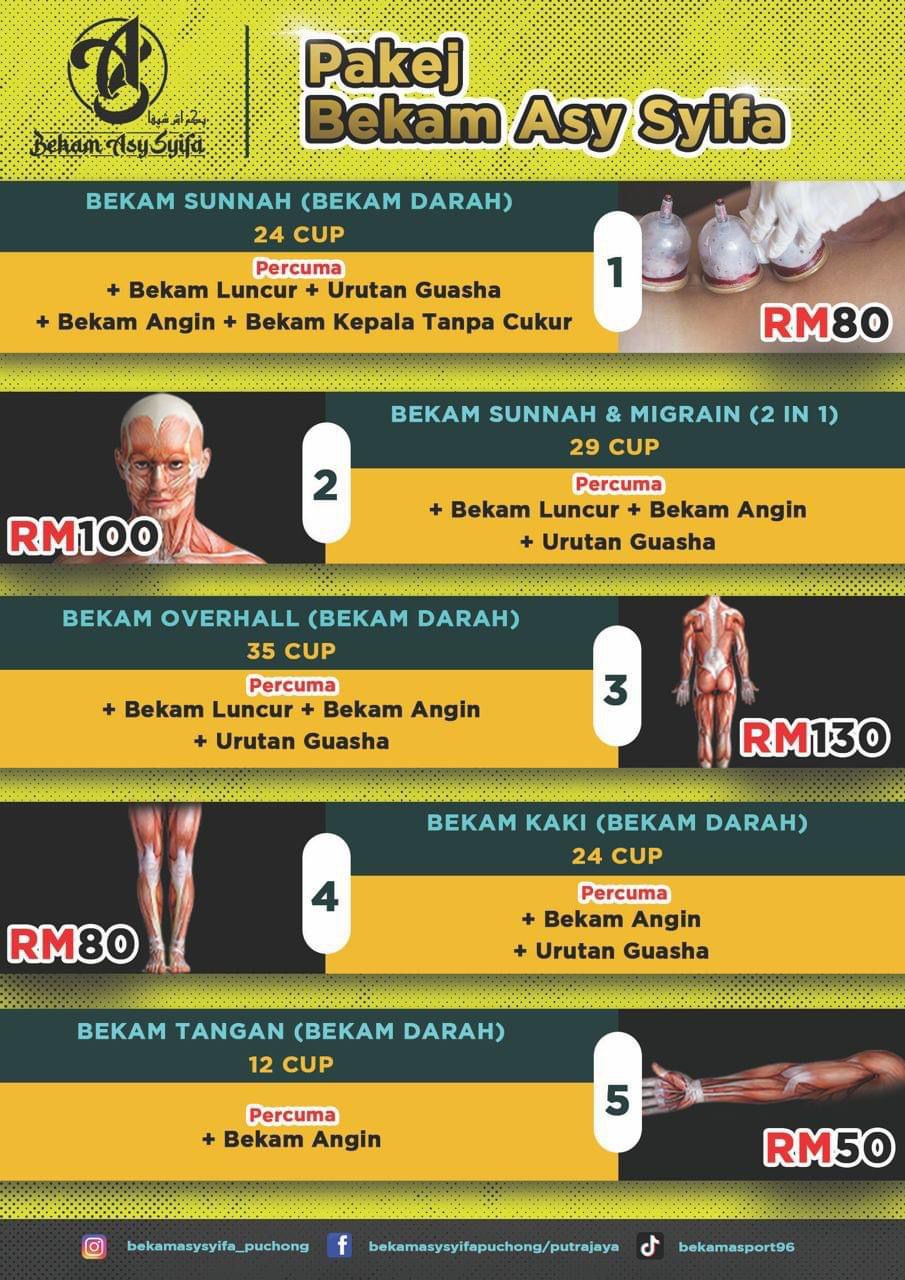 بكم اش شيفا
Bekam Asy Syifa
Pakej
Bekam Asy Syifa
BEKAM SUNNAH (BEKAM DARAH)
24 CUP
Percuma
+ Bekam Luncur + Urutan Guasha
+ Bekam Angin + Bekam Kepala Tanpa Cukur
1
RM80
BEKAM SUNNAH & MIGRAIN (2 IN 1)
29 CUP
Percuma
+ Bekam Luncur + Bekam Angin
+ Urutan Guasha
2
RM100
BEKAM OVERHALL (BEKAM DARAH)
35 CUP
Percuma
+ Bekam Luncur + Bekam Angin
+ Urutan Guasha
3
RM130
BEKAM KAKI (BEKAM DARAH)
24 CUP
Percuma
+ Bekam Angin
+ Urutan Guasha
4
RM80
BEKAM TANGAN (BEKAM DARAH)
12 CUP
Percuma
+ Bekam Angin
5
RM50
bekamasysyifa_puchong
bekamasysyifapuchong/putrajaya
bekamasport96